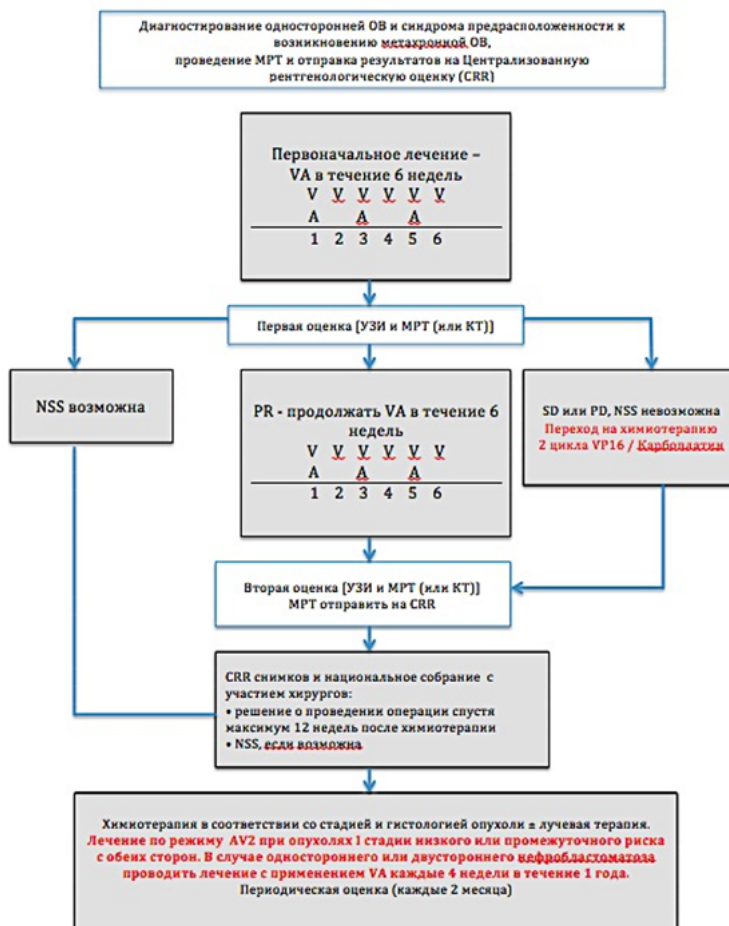 Диагностирование односторонней ОВ и синдрома предрасположенности к
возникновению метахронной ОВ,
проведение МРТ и отправка результатов на Централизованную
рентгенологическую оценку (CRR)
Первоначальное лечение –
VA в течение 6 недель
V V V V V V
A A A
1 2 3 4 5 6
Первая оценка [УЗИ и МРТ (или КТ)]
NSS возможна
PR - продолжать VA в течение 6
недель
V V V V V V
A A A
1 2 3 4 5 6
SD или PD, NSS невозможна
Переход на химиотерапию
2 цикла VP16 / Карбоплатин
Вторая оценка [УЗИ и МРТ (или КТ)]
МРТ отправить на CRR
CRR снимков и национальное собрание с
участием хирургов:
• решение о проведении операции спустя
максимум 12 недель после химиотерапии
• NSS, если возможна
Химиотерапия в соответствии со стадией и гистологией опухоли ± лучевая терапия.
Лечение по режиму AV2 при опухолях I стадии низкого или промежуточного риска
с обеих сторон. В случае одностороннего или двустороннего нефробластоматоза
проводить лечение с применением VA каждые 4 недели в течение 1 года.
Периодическая оценка (каждые 2 месяца)